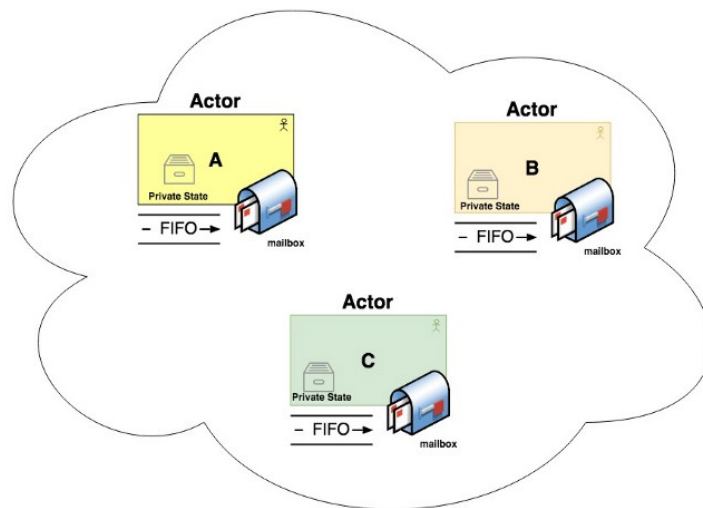 Actor
A
Private State
– FIFO
mailbox
Actor
B
Private State
– FIFO
mailbox
Actor
C
Private State
– FIFO
mailbox